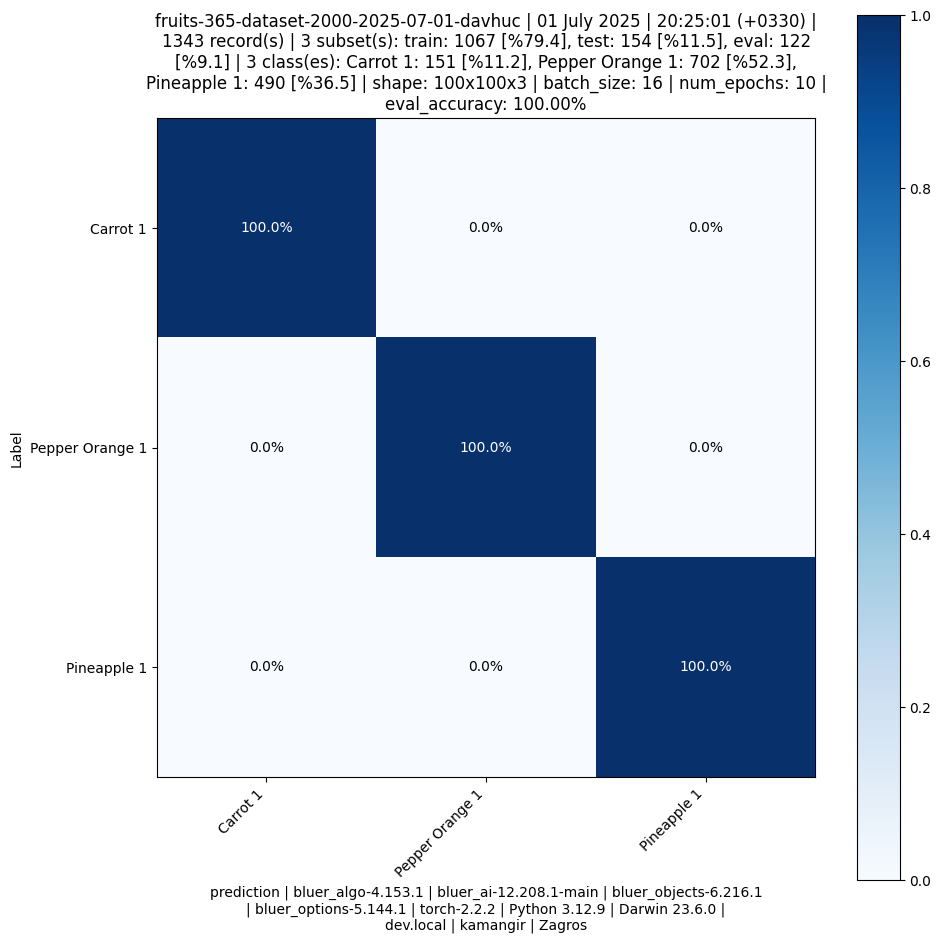 fruits-365-dataset-2000-2025-07-01-davhuc | 01 July 2025 | 20:25:01 (+0330) |
1343 record(s) | 3 subset(s): train: 1067 [%79.4], test: 154 [%11.5], eval: 122
[%9.1] | 3 class(es): Carrot 1: 151 [%11.2], Pepper Orange 1: 702 [%52.3],
Pineapple 1: 490 [%36.5] | shape: 100x100x3 | batch_size: 16 | num_epochs: 10 |
eval_accuracy: 100.00%
Label
Carrot 1
100.0%
0.0%
0.0%
Pepper Orange 1
0.0%
100.0%
0.0%
Pineapple 1
0.0%
0.0%
100.0%
Carrot 1
Pepper Orange 1
Pineapple 1
prediction | bluer_algo-4.153.1 | bluer_ai-12.208.1-main | bluer_objects-6.216.1
| bluer_options-5.144.1 | torch-2.2.2 | Python 3.12.9 | Darwin 23.6.0 |
dev.local | kamangir | Zagros
1.0
0.8
0.6
0.4
0.2
0.0